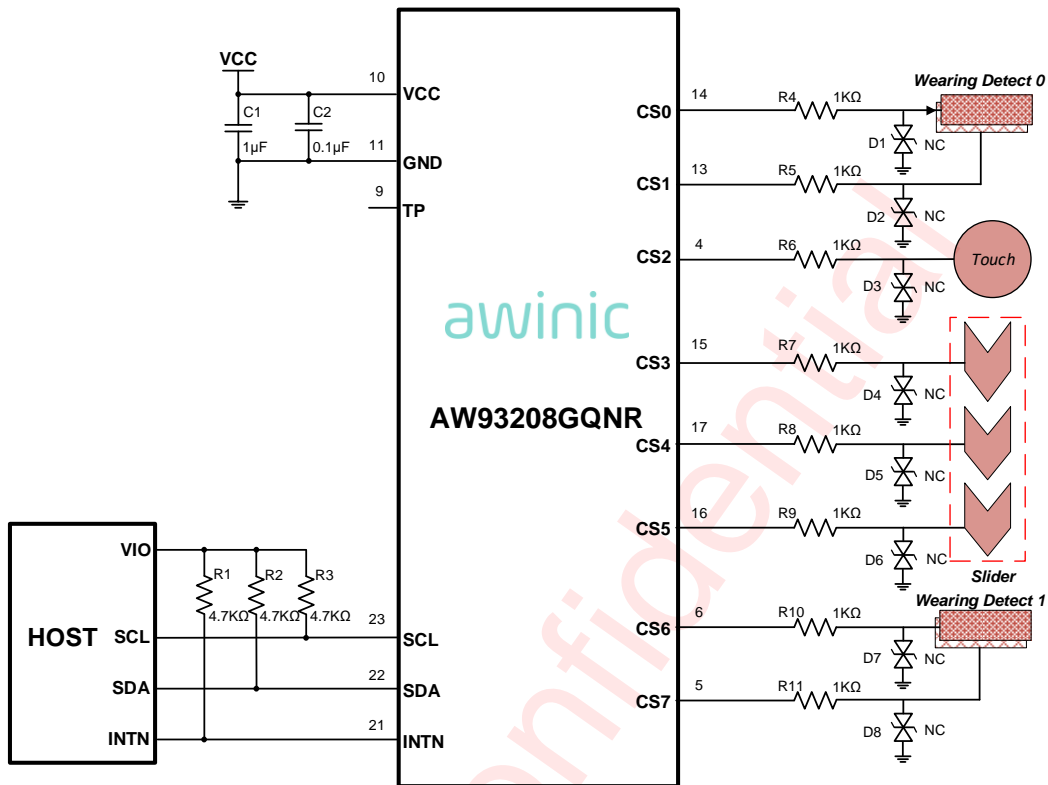 VCC
10
VCC
C1
1µF
C2
0.1µF
11
GND
9
TP
awinic
AW93208GQNR
CS0
14
R4
1KΩ
D1
NC
Wearing Detect 0
CS1
13
R5
1KΩ
D2
NC
CS2
4
R6
1KΩ
D3
NC
Touch
CS3
15
R7
1KΩ
D4
NC
CS4
17
R8
1KΩ
D5
NC
CS5
16
R9
1KΩ
D6
NC
Slider
Wearing Detect 1
CS6
6
R10
1KΩ
D7
NC
CS7
5
R11
1KΩ
D8
NC
HOST
VIO
R1
4.7KΩ
R2
4.7KΩ
R3
4.7KΩ
SCL
23
SCL
SDA
22
SDA
INTN
21
INTN
onfidential